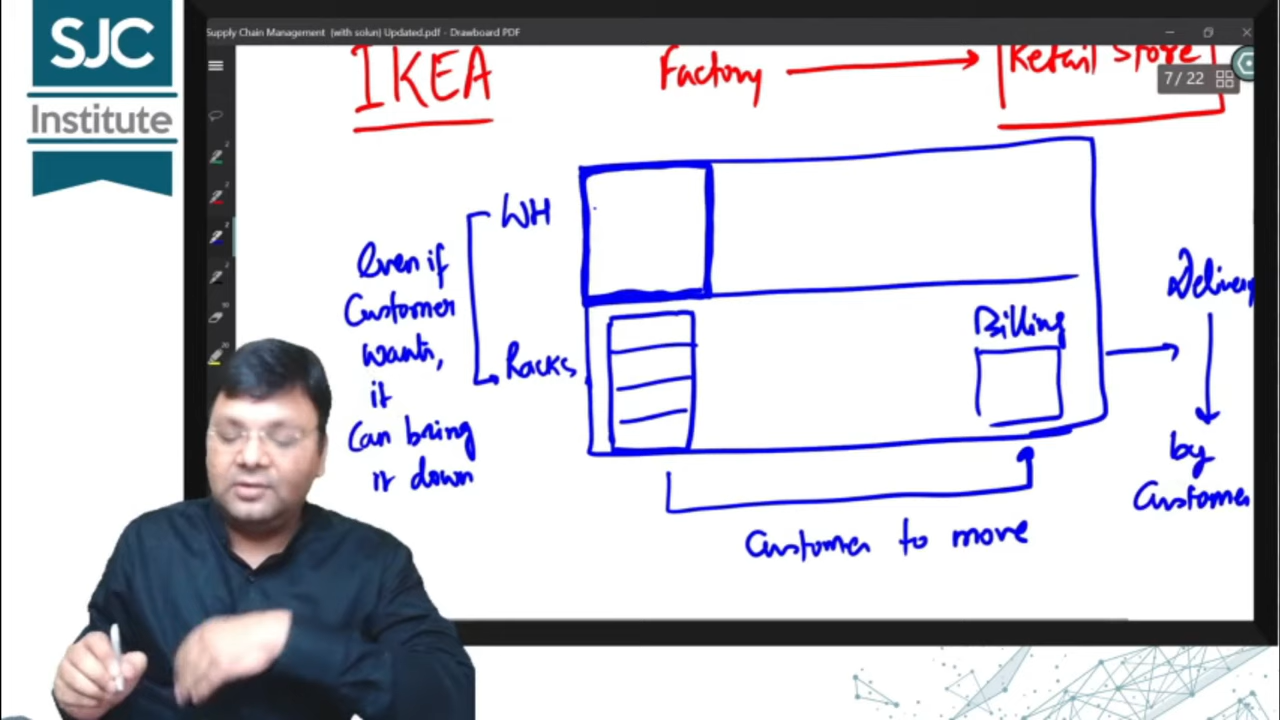 SJC
Institute
Supply Chain Management (with solun) Updated.pdf - Drawboard PDF
7 / 22
IKEA
Factory
Retail Store
WH
Racks
Even if
Customer
wants,
it
Can bring
it down
Billing
Customer to move
Delivery
by
Customer